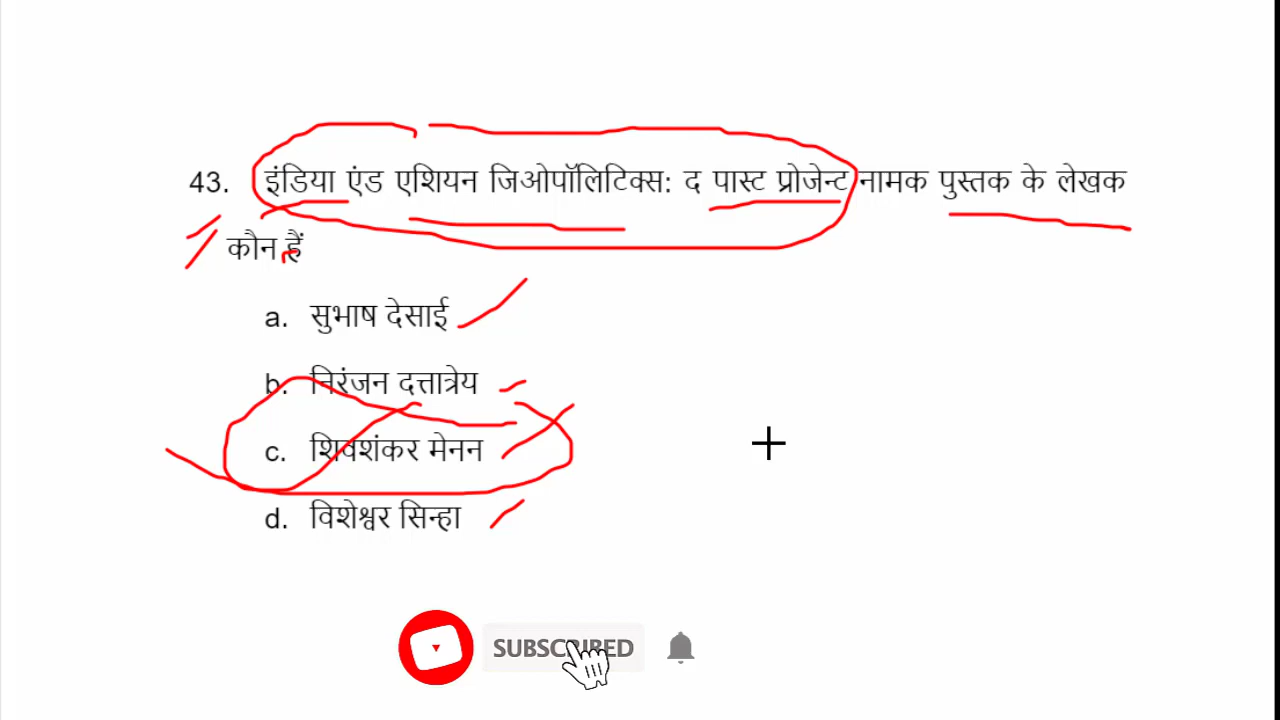 43. इंडिया एंड एशियन जिओपॉलिटिक्स: द पास्ट प्रोजेन्ट नामक पुस्तक के लेखक
कौन हैं
a. सुभाष देसाई
b. निरंजन दत्तात्रेय
c. शिवशंकर मेनन
d. विशेश्वर सिन्हा
SUBSCRIBED